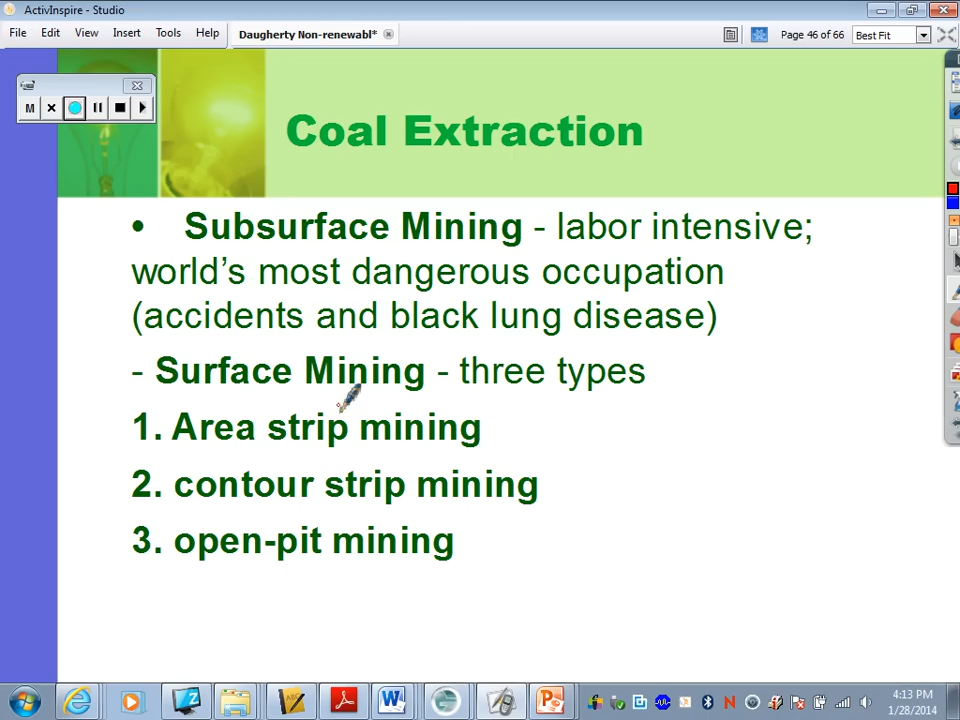 ActivInspire - Studio
File Edit View Insert Tools Help Daugherty Non-renewabl* Page 46 of 66 Best Fit
M
Coal Extraction
• Subsurface Mining - labor intensive;
world's most dangerous occupation
(accidents and black lung disease)
- Surface Mining - three types
1. Area strip mining
2. contour strip mining
3. open-pit mining
4:13 PM
1/28/2014